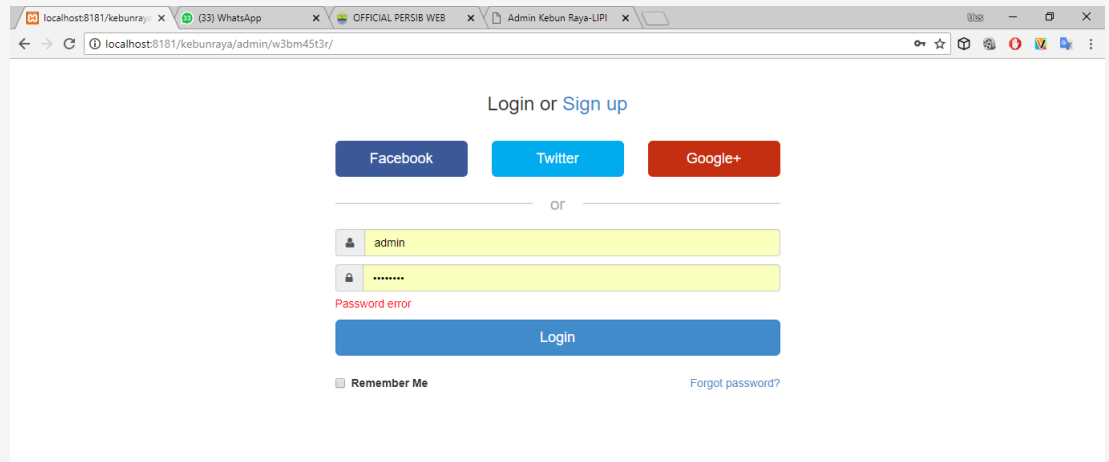 localhost:8181/kebunraya
(33) WhatsApp
OFFICIAL PERSIB WEB
Admin Kebun Raya-LIPI
Uus
localhost:8181/kebunraya/admin/w3bm45t3r/
Login or Sign up
Facebook Twitter Google+
or
admin
••••••••
Password error
Login
Remember Me Forgot password?